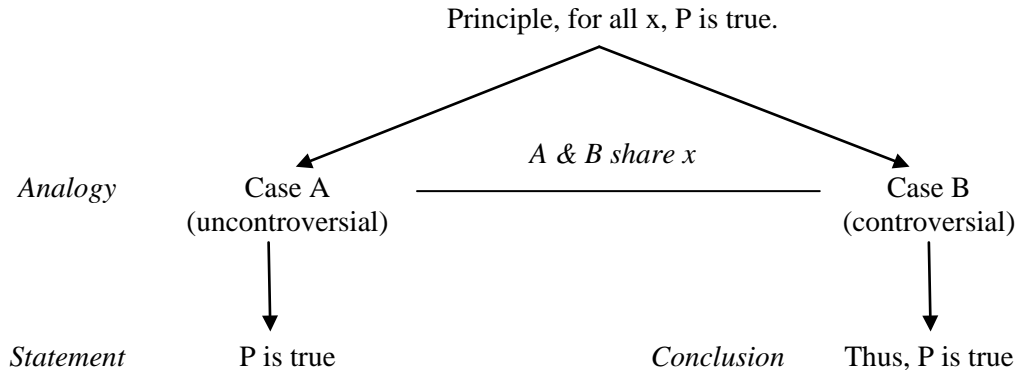 Principle, for all x, P is true.
A & B share x
Analogy Case A Case B
(uncontroversial) (controversial)
Statement P is true Conclusion Thus, P is true